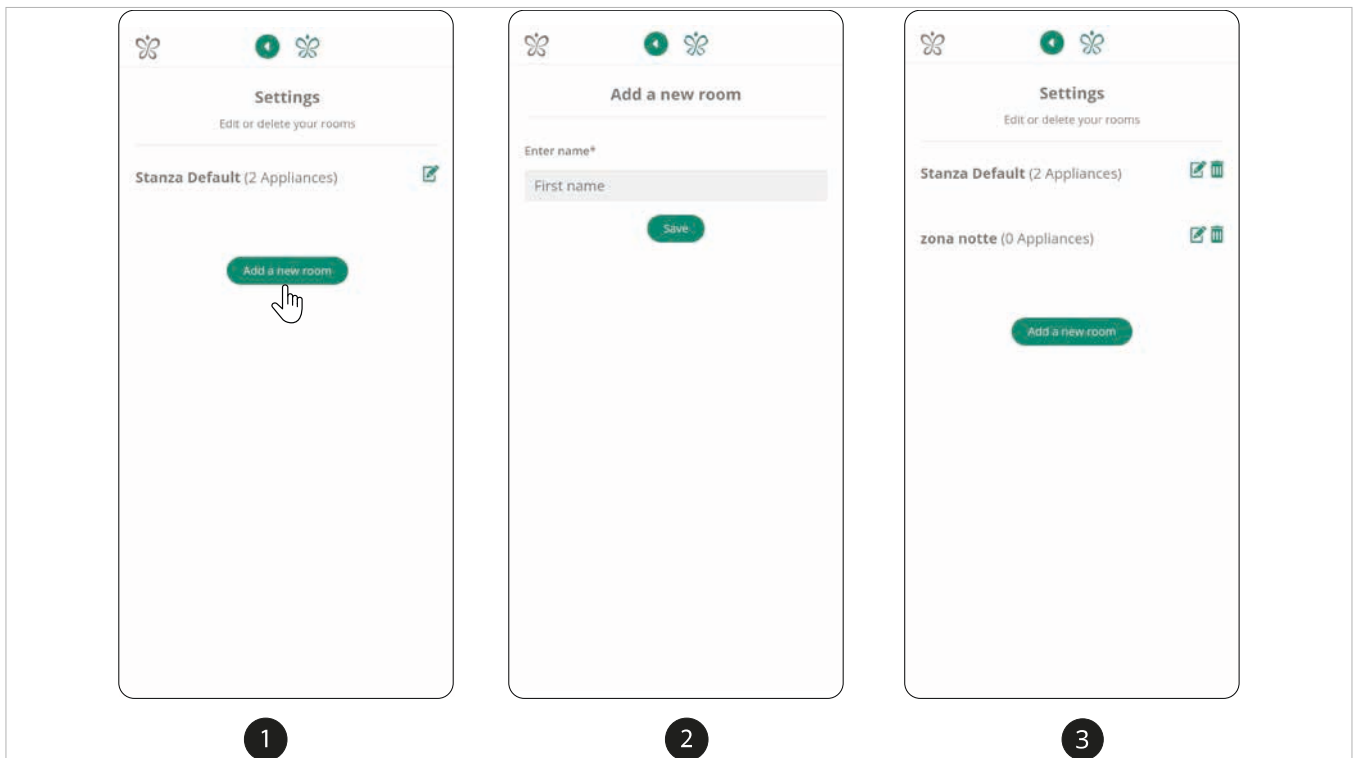 Settings
Edit or delete your rooms
Stanza Default (2 Appliances)
Add a new room
1
Add a new room
Enter name*
First name
Save
2
Settings
Edit or delete your rooms
Stanza Default (2 Appliances)
zona notte (0 Appliances)
Add a new room
3